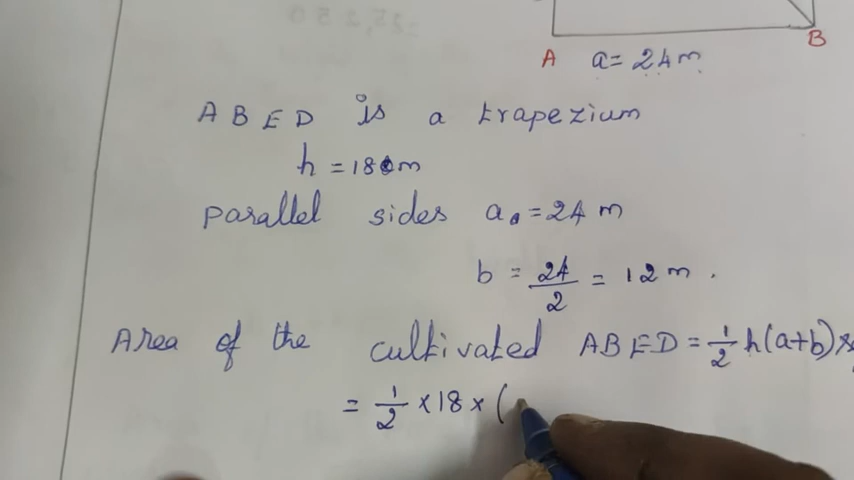 B
A a = 24 m
A B E D is a trapezium
h = 18 m
parallel sides a = 24 m
b = 24/2 = 12 m.
Area of the cultivated ABED = 1/2 h(a+b)
= 1/2 × 18 × (